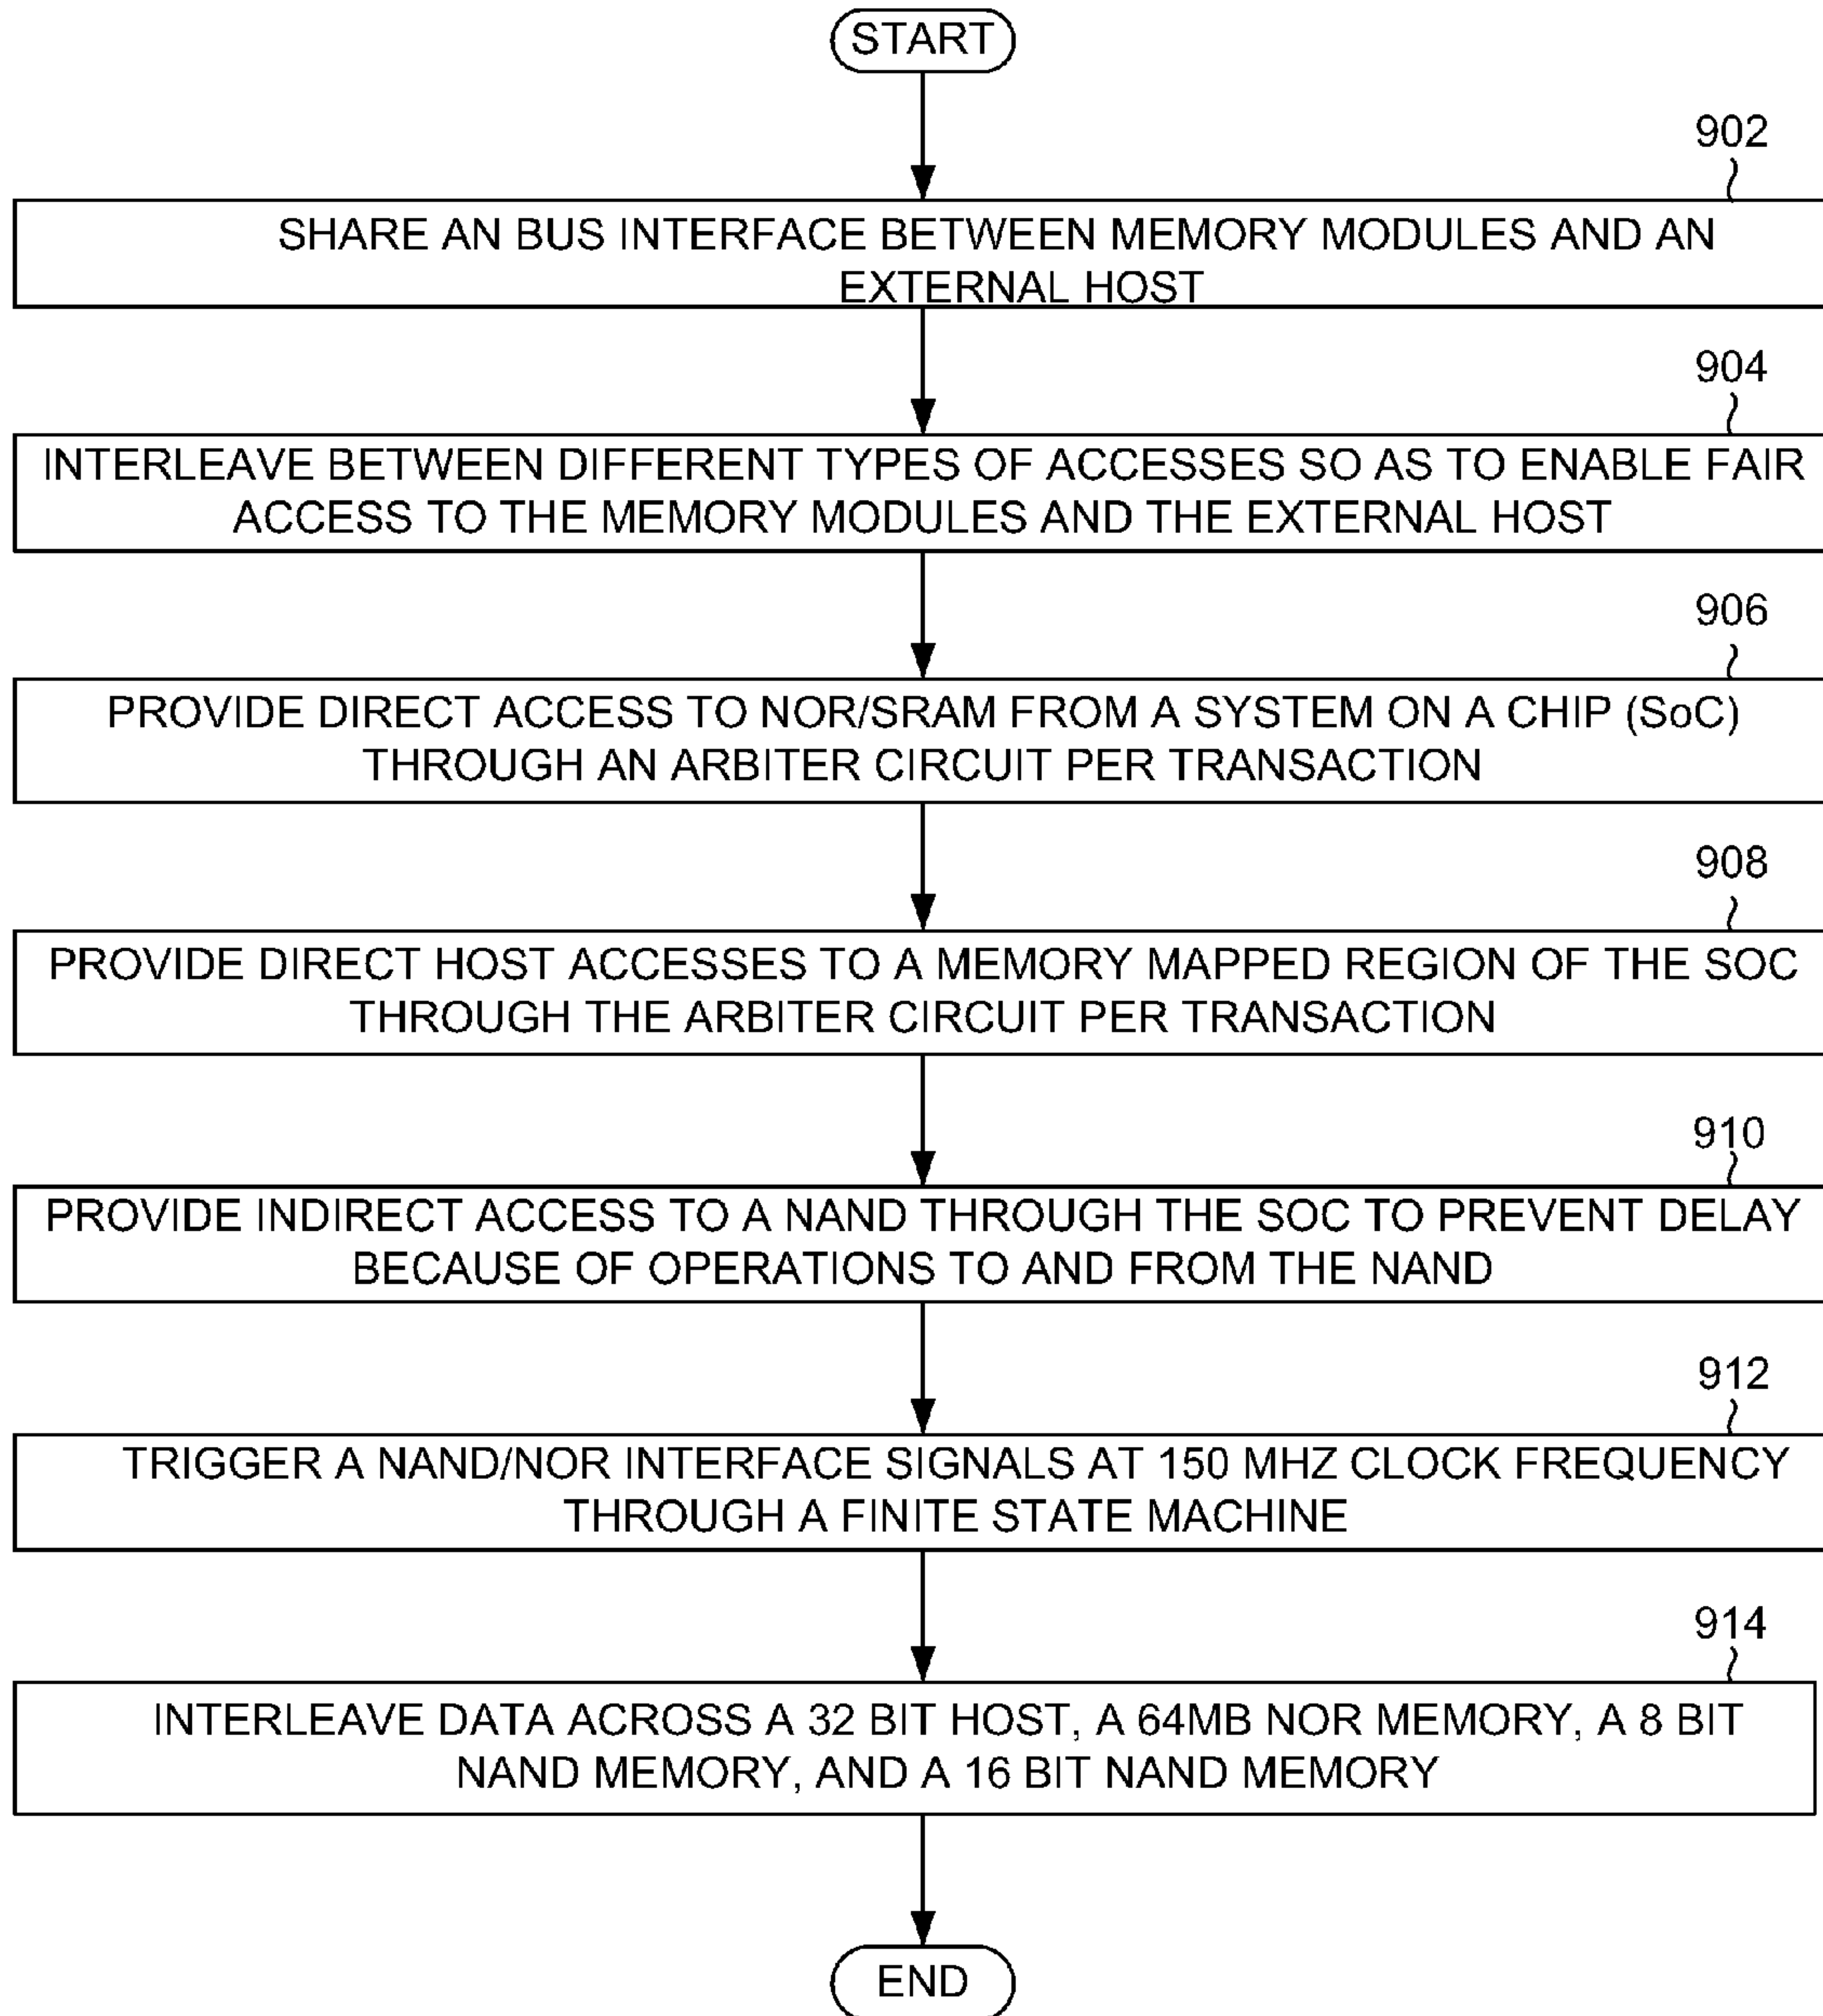 START
902
SHARE AN BUS INTERFACE BETWEEN MEMORY MODULES AND AN
EXTERNAL HOST
904
INTERLEAVE BETWEEN DIFFERENT TYPES OF ACCESSES SO AS TO ENABLE FAIR
ACCESS TO THE MEMORY MODULES AND THE EXTERNAL HOST
906
PROVIDE DIRECT ACCESS TO NOR/SRAM FROM A SYSTEM ON A CHIP (SoC)
THROUGH AN ARBITER CIRCUIT PER TRANSACTION
908
PROVIDE DIRECT HOST ACCESSES TO A MEMORY MAPPED REGION OF THE SOC
THROUGH THE ARBITER CIRCUIT PER TRANSACTION
910
PROVIDE INDIRECT ACCESS TO A NAND THROUGH THE SOC TO PREVENT DELAY
BECAUSE OF OPERATIONS TO AND FROM THE NAND
912
TRIGGER A NAND/NOR INTERFACE SIGNALS AT 150 MHZ CLOCK FREQUENCY
THROUGH A FINITE STATE MACHINE
914
INTERLEAVE DATA ACROSS A 32 BIT HOST, A 64MB NOR MEMORY, A 8 BIT
NAND MEMORY, AND A 16 BIT NAND MEMORY
END